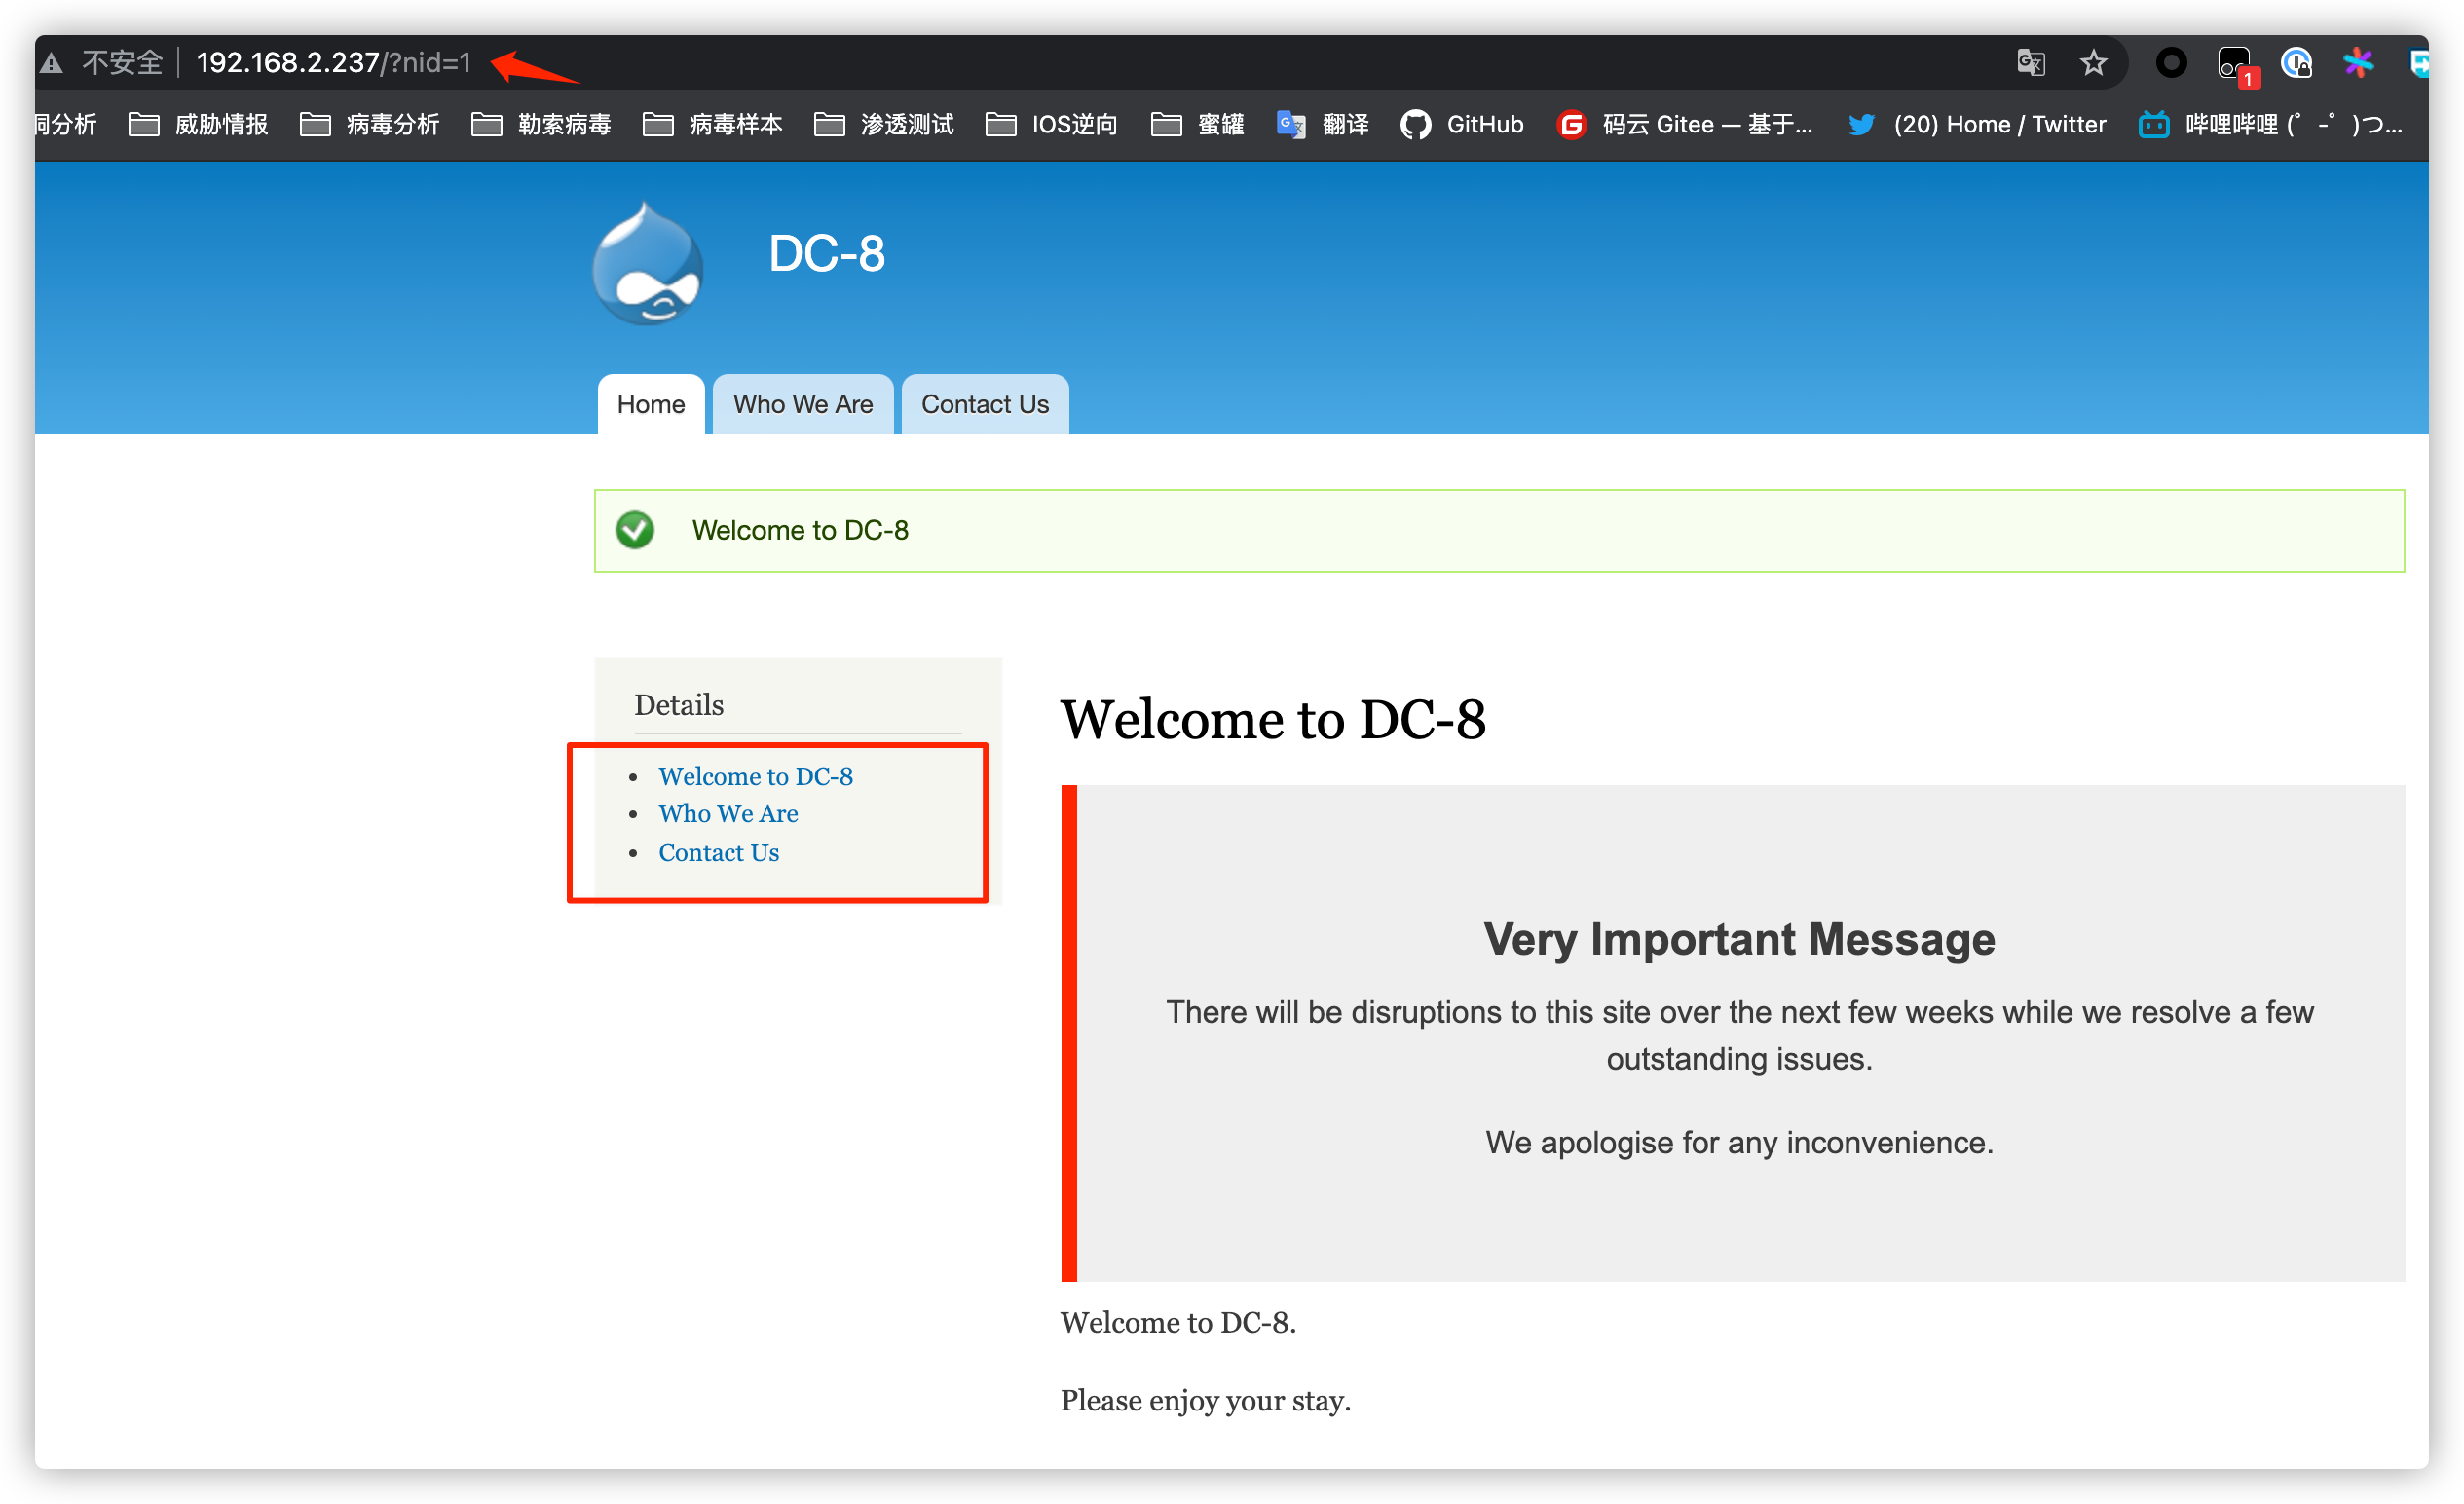 不安全 192.168.2.237/?nid=1
1
洞分析 威胁情报 病毒分析 勒索病毒 病毒样本 渗透测试 IOS逆向 蜜罐 翻译 GitHub 码云 Gitee — 基于... (20) Home / Twitter 哔哩哔哩 (゜-゜)つ...
DC-8
Home Who We Are Contact Us
Welcome to DC-8
Details
Welcome to DC-8
Who We Are
Contact Us
Welcome to DC-8
Very Important Message
There will be disruptions to this site over the next few weeks while we resolve a few
outstanding issues.
We apologise for any inconvenience.
Welcome to DC-8.
Please enjoy your stay.